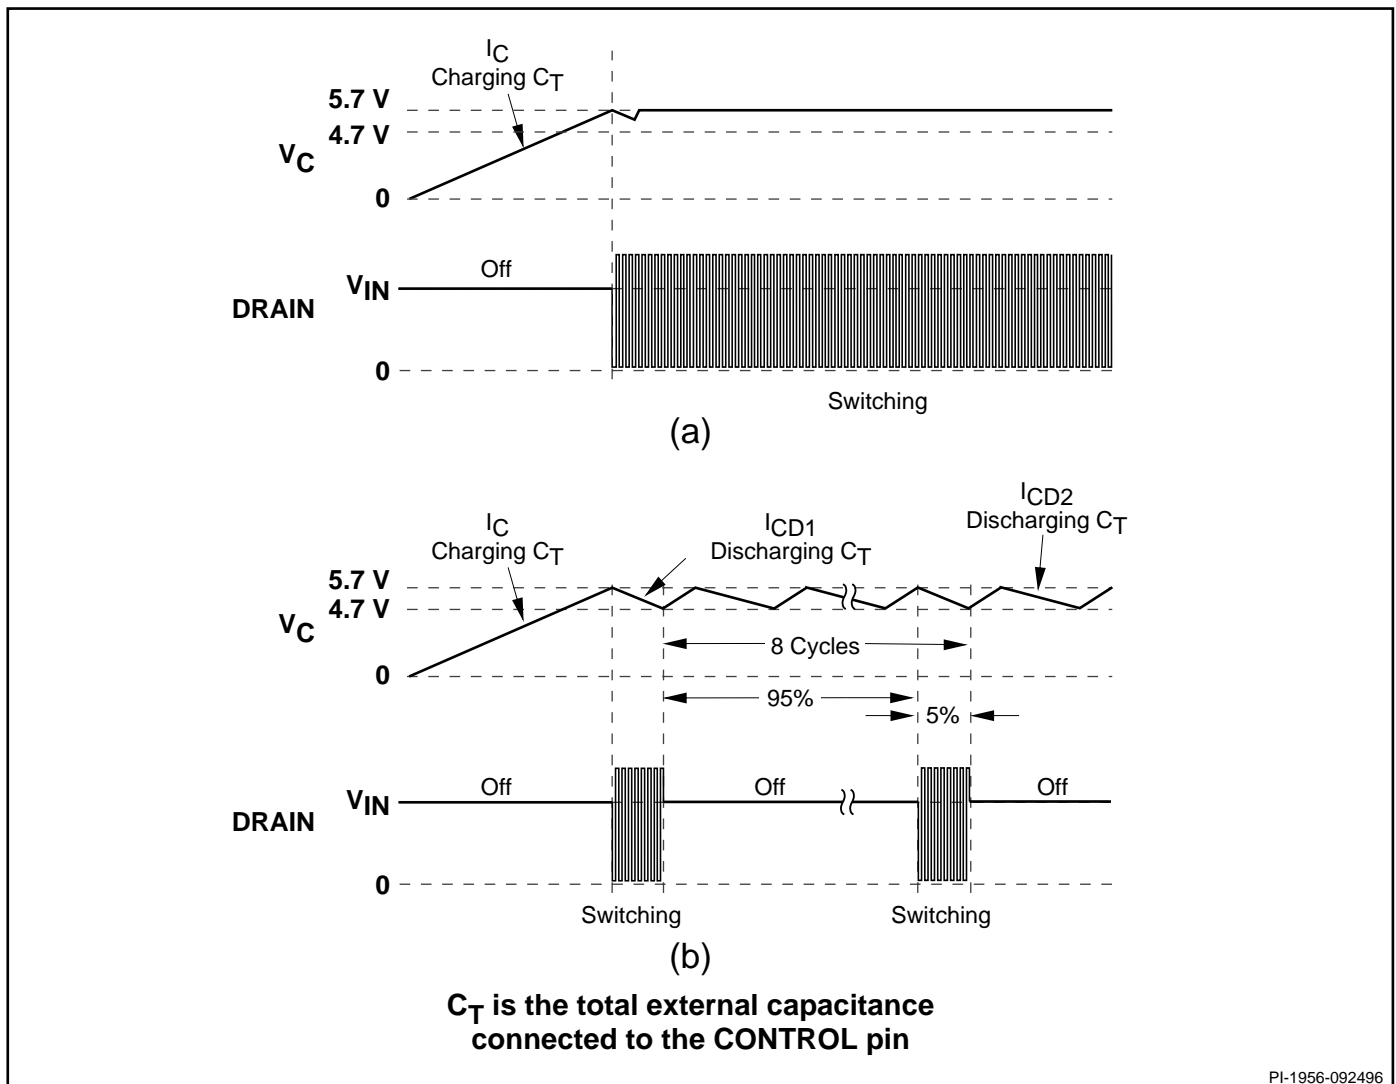 I_C
Charging C_T
5.7 V
4.7 V
V_C
0
Off
V_IN
DRAIN
0
Switching
(a)
I_C
Charging C_T
I_CD1
Discharging C_T
I_CD2
Discharging C_T
5.7 V
4.7 V
V_C
8 Cycles
0
95%
5%
Off
Off
Off
V_IN
DRAIN
0
Switching
Switching
(b)
C_T is the total external capacitance
connected to the CONTROL pin
PI-1956-092496